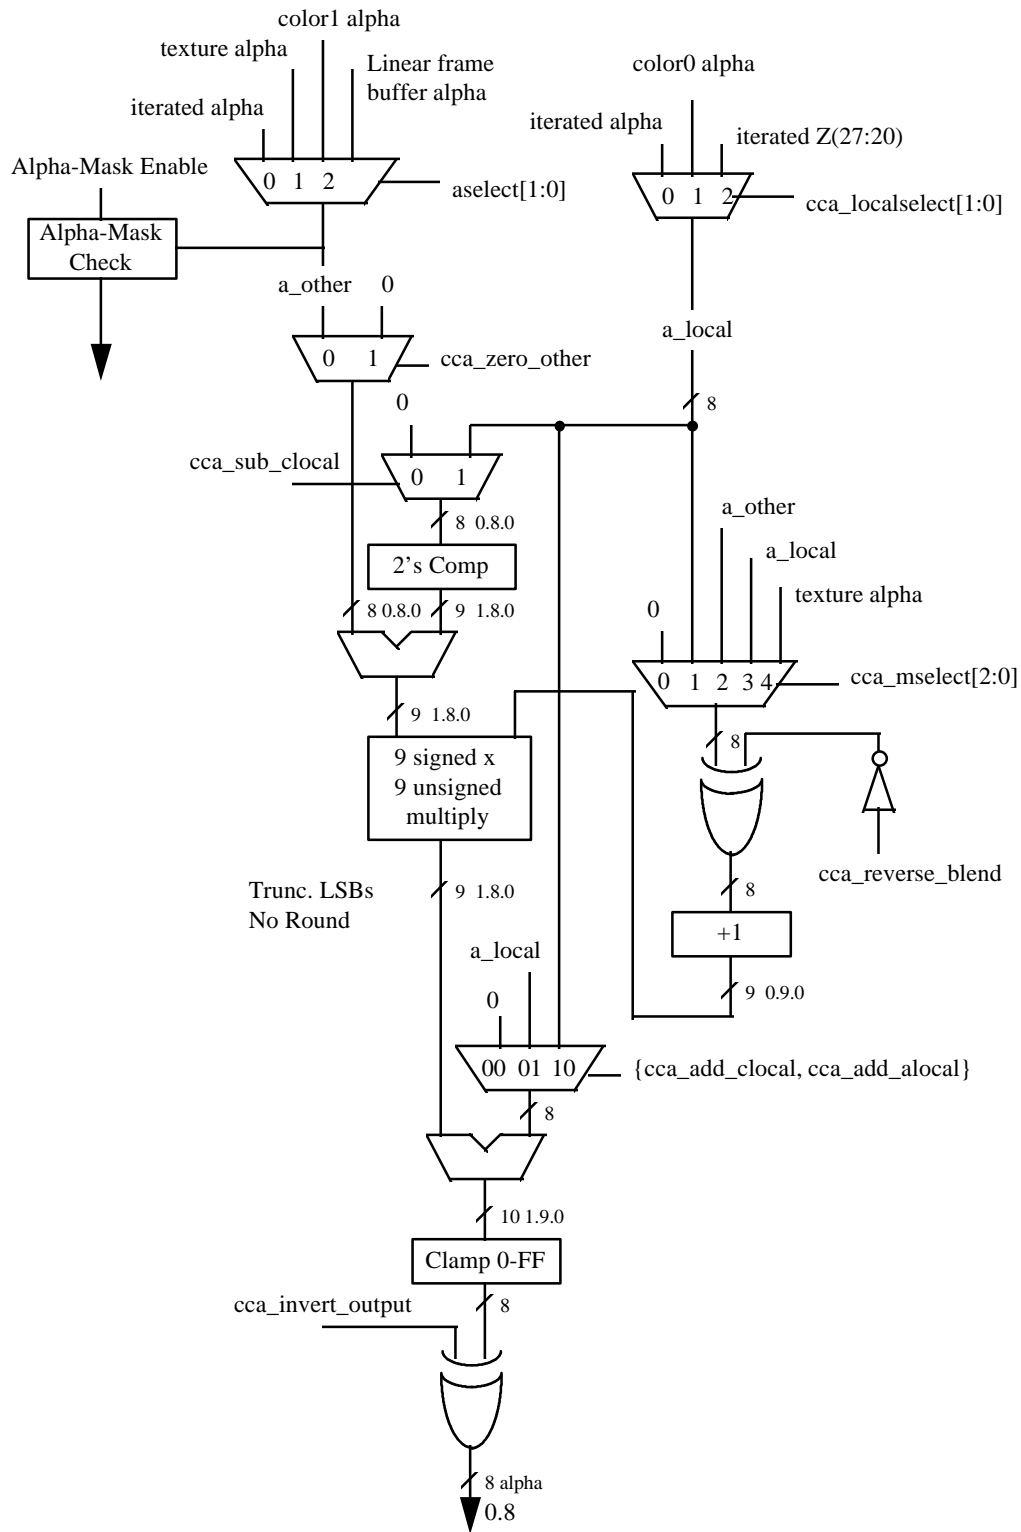 color1 alpha
texture alpha
Linear frame
buffer alpha
iterated alpha
color0 alpha
iterated alpha
iterated Z(27:20)
Alpha-Mask Enable
0 1 2
aselect[1:0]
0 1 2
cca_localselect[1:0]
Alpha-Mask
Check
a_other
0
a_local
0 1
cca_zero_other
8
0
cca_sub_clocal
0 1
8 0.8.0
a_other
2's Comp
a_local
8 0.8.0
9 1.8.0
texture alpha
0
0 1 2 3 4
cca_mselect[2:0]
9 1.8.0
8
9 signed x
9 unsigned
multiply
cca_reverse_blend
Trunc. LSBs
No Round
9 1.8.0
8
+1
a_local
0
9 0.9.0
00 01 10
{cca_add_clocal, cca_add_alocal}
8
10 1.9.0
Clamp 0-FF
cca_invert_output
8
8 alpha
0.8